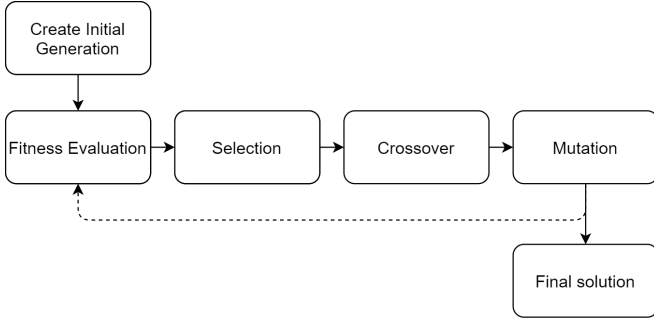 Create Initial
Generation
Fitness Evaluation
Selection
Crossover
Mutation
Final solution